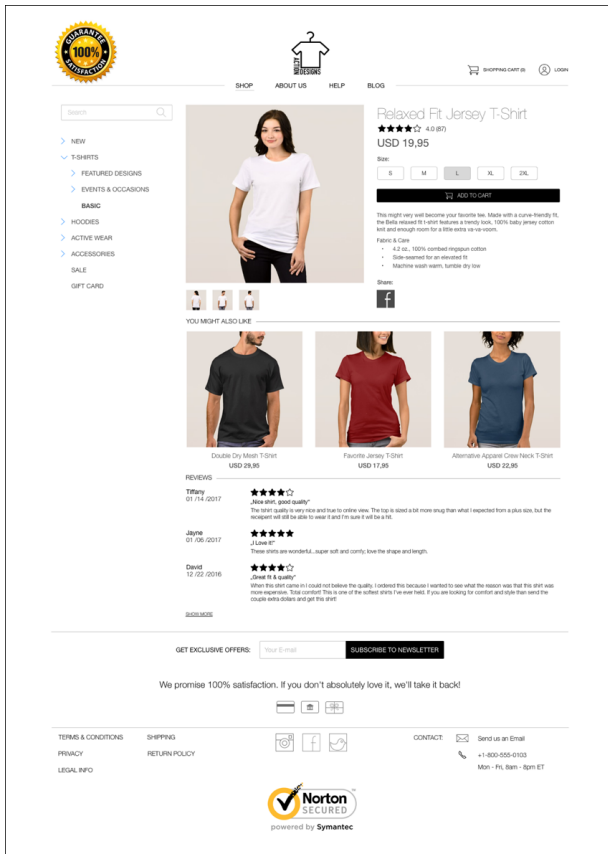 GUARANTEE
100%
SATISFACTION
ACTION
DESIGNS
SHOPPING CART (0)
LOGIN
SHOP
ABOUT US
HELP
BLOG
Search
NEW
T-SHIRTS
FEATURED DESIGNS
EVENTS & OCCASIONS
BASIC
HOODIES
ACTIVE WEAR
ACCESSORIES
SALE
GIFT CARD
Relaxed Fit Jersey T-Shirt
4.0 (87)
USD 19,95
Size:
S
M
L
XL
2XL
ADD TO CART
This might very well become your favorite tee. Made with a curve-friendly fit,
the Bella relaxed fit t-shirt features a trendy look, 100% baby jersey cotton
knit and enough room for a little extra va-va-voom.
Fabric & Care
• 4.2 oz., 100% combed ringspun cotton
• Side-seamed for an elevated fit
• Machine wash warm, tumble dry low
Share:
f
YOU MIGHT ALSO LIKE
Double Dry Mesh T-Shirt
USD 29,95
Favorite Jersey T-Shirt
USD 17,95
Alternative Apparel Crew Neck T-Shirt
USD 22,95
REVIEWS
Tiffany
01 /14 /2017
„Nice shirt, good quality“
The tshirt quality is very nice and true to online view. The top is sized a bit more snug than what I expected from a plus size, but the
recepient will still be able to wear it and I'm sure it will be a hit.
Jayne
01 /06 /2017
„I Love it!“
These shirts are wonderful...super soft and comfy, love the shape and length.
David
12 /22 /2016
„Great fit & quality“
When this shirt came in I could not believe the quality. I ordered this because I wanted to see what the reason was that this shirt was
more expensive. Total comfort! This is one of the softest shirts I've ever held. If you are looking for comfort and style than send the
couple extra dollars and get this shirt!
SHOW MORE
GET EXCLUSIVE OFFERS:
Your E-mail
SUBSCRIBE TO NEWSLETTER
We promise 100% satisfaction. If you don't absolutely love it, we'll take it back!
TERMS & CONDITIONS
SHIPPING
PRIVACY
RETURN POLICY
LEGAL INFO
f
CONTACT:
Send us an Email
+1-800-555-0103
Mon - Fri, 8am - 8pm ET
Norton
SECURED
powered by Symantec